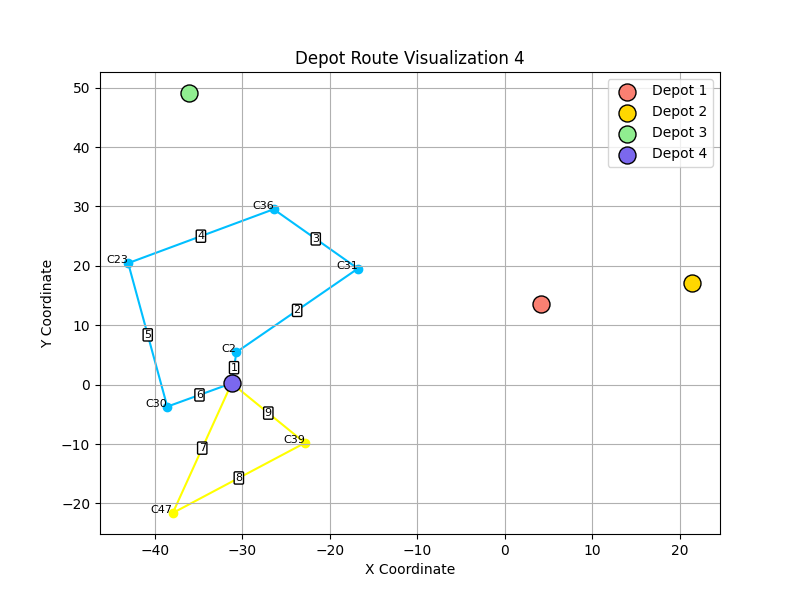 Depot Route Visualization 4
Depot 1
Depot 2
Depot 3
Depot 4
50
40
30
20
10
0
−10
−20
Y Coordinate
C36
3
4
C23
C31
2
5
C2
1
6
C30
9
C39
7
8
C47
−40
−30
−20
−10
0
10
20
X Coordinate